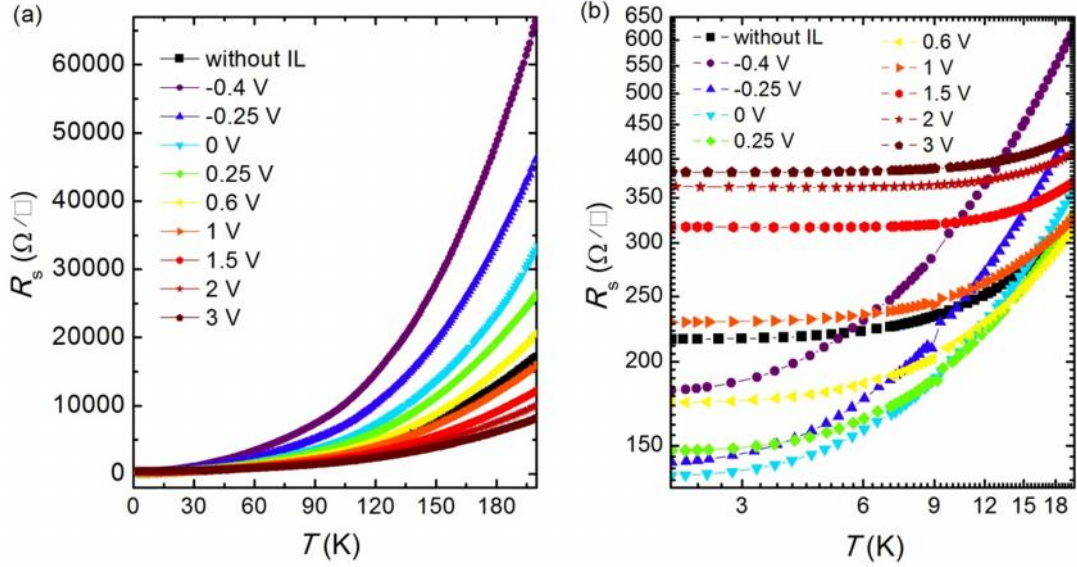 (a)
60000
50000
40000
30000
20000
10000
0
without IL
-0.4 V
-0.25 V
0 V
0.25 V
0.6 V
1 V
1.5 V
2 V
3 V
Rs (Ω/□)
0 30 60 90 120 150 180
T (K)
(b)
650
600
550
500
450
400
350
300
250
200
150
without IL
-0.4 V
-0.25 V
0 V
0.25 V
0.6 V
1 V
1.5 V
2 V
3 V
Rs (Ω/□)
3 6 9 12 15 18
T (K)